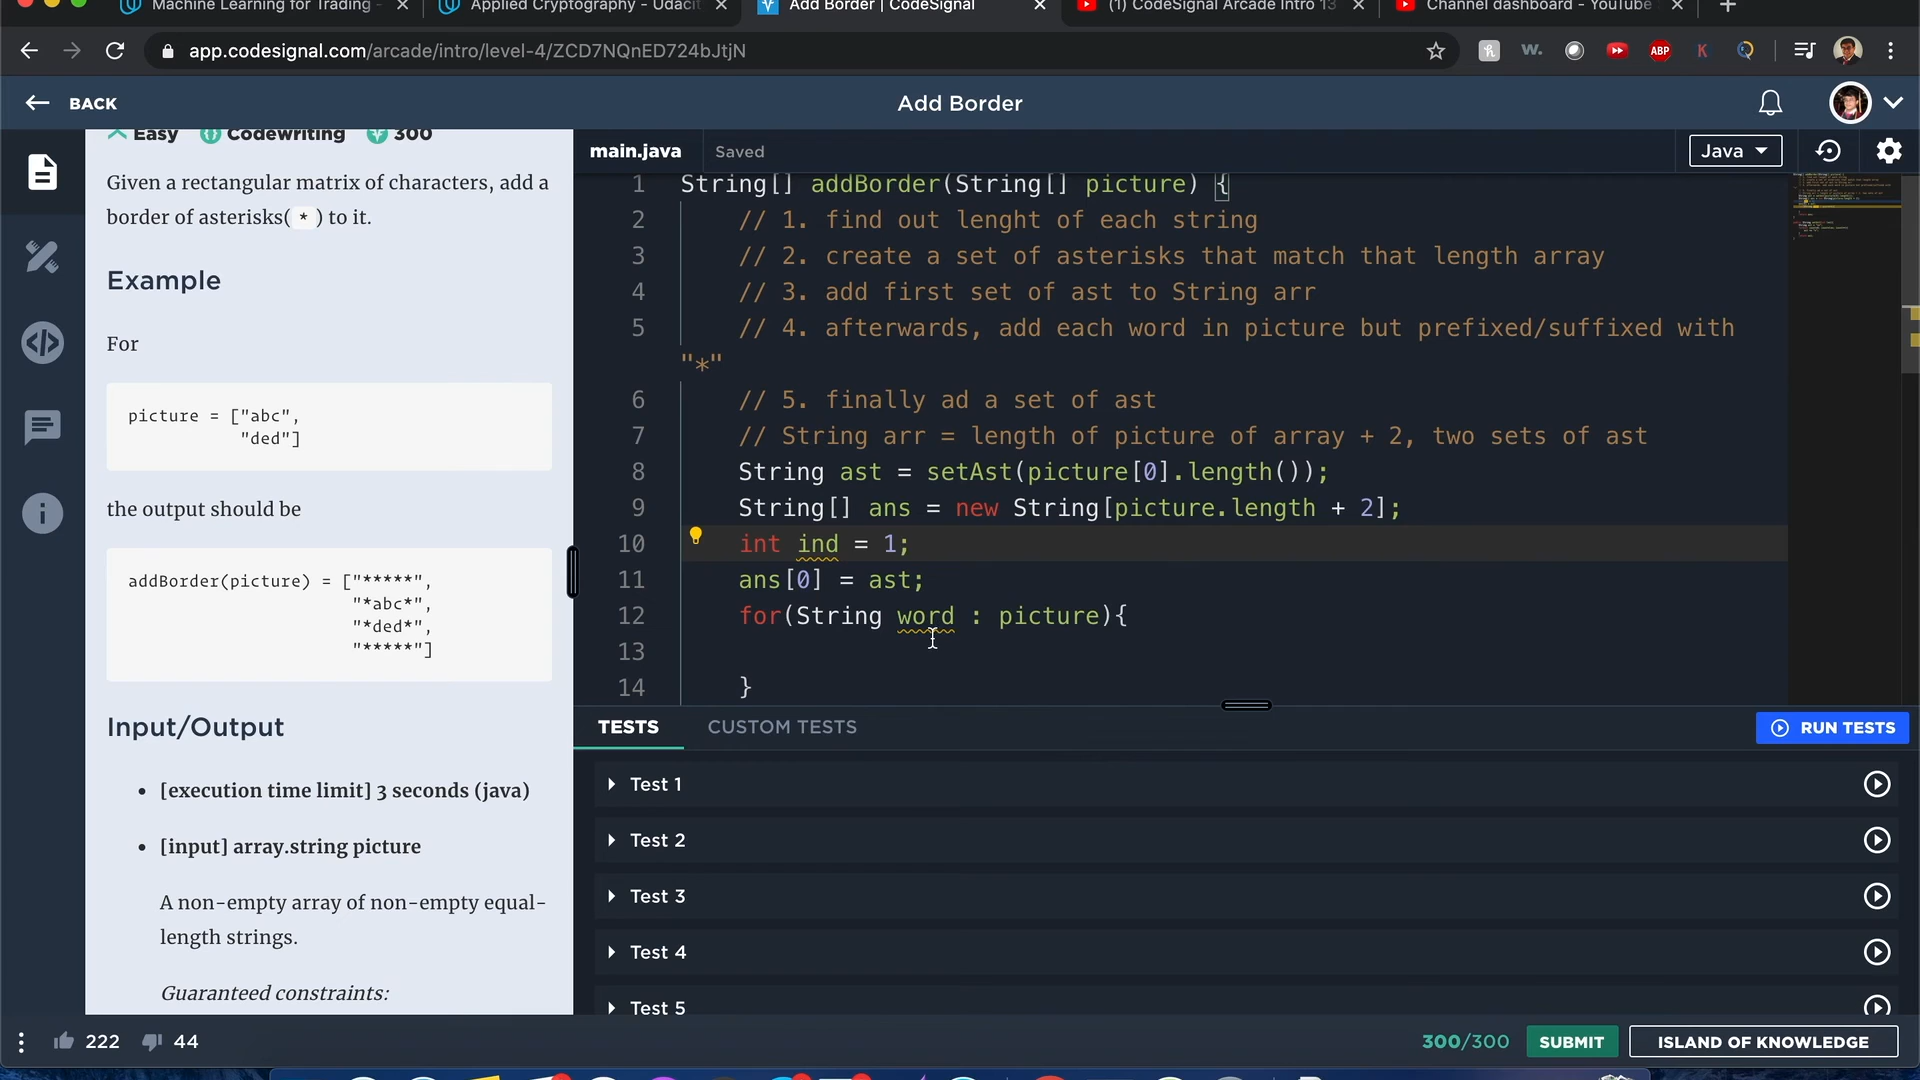 Machine Learning for Trading -
Applied Cryptography - Udaci
Add Border | CodeSignal
(1) CodeSignal Arcade Intro 13
Channel dashboard - YouTube
app.codesignal.com/arcade/intro/level-4/ZCD7NQnED724bJtjN
ABP
BACK
Add Border
Easy Codewriting 300
Given a rectangular matrix of characters, add a
border of asterisks( * ) to it.
Example
For
picture = ["abc",
"ded"]
the output should be
addBorder(picture) = ["*****",
"*abc*",
"*ded*",
"*****"]
Input/Output
• [execution time limit] 3 seconds (java)
• [input] array.string picture
A non-empty array of non-empty equal-
length strings.
Guaranteed constraints:
222 44
main.java Saved
Java
1 String[] addBorder(String[] picture) {
2 // 1. find out lenght of each string
3 // 2. create a set of asterisks that match that length array
4 // 3. add first set of ast to String arr
5 // 4. afterwards, add each word in picture but prefixed/suffixed with
"*"
6 // 5. finally ad a set of ast
7 // String arr = length of picture of array + 2, two sets of ast
8 String ast = setAst(picture[0].length());
9 String[] ans = new String[picture.length + 2];
10 int ind = 1;
11 ans[0] = ast;
12 for(String word : picture){
13
14 }
TESTS CUSTOM TESTS
RUN TESTS
Test 1
Test 2
Test 3
Test 4
Test 5
300/300 SUBMIT ISLAND OF KNOWLEDGE